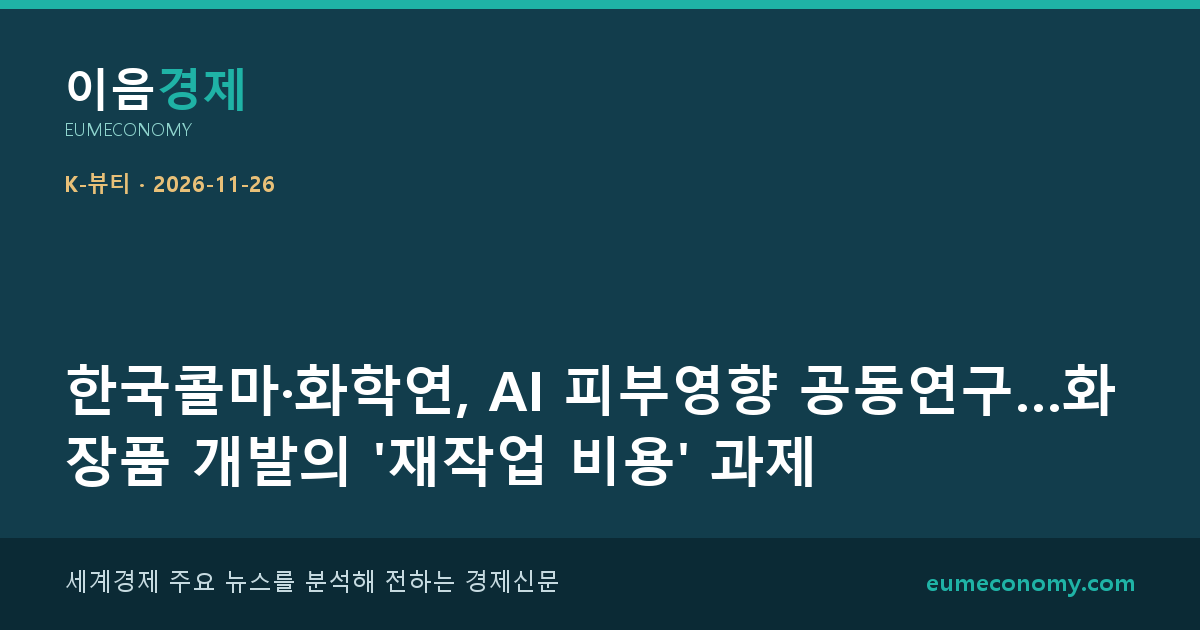 이음경제
EUMECONOMY
K-뷰티 · 2026-11-26
한국콜마·화학연, AI 피부영향 공동연구…화
장품 개발의 '재작업 비용' 과제
세계경제 주요 뉴스를 분석해 전하는 경제신문
eumeconomy.com